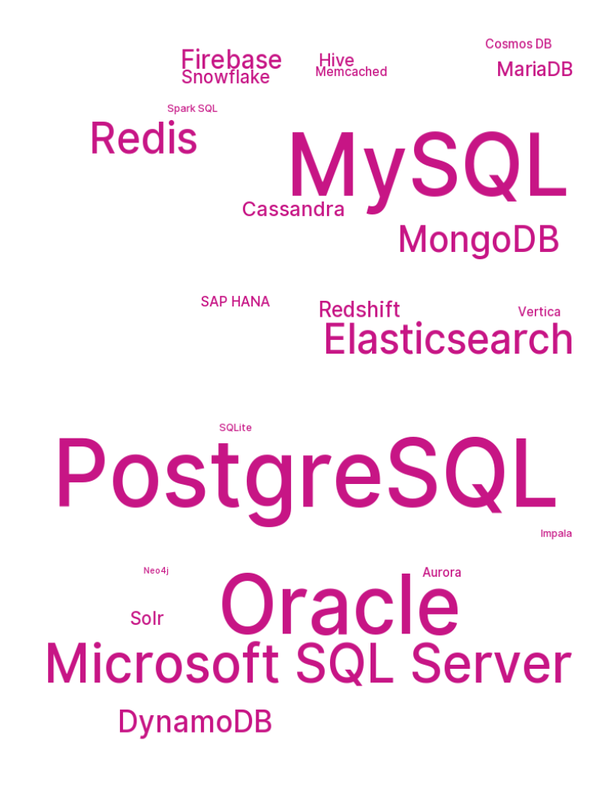 Cosmos DB
Firebase
Hive
MariaDB
Memcached
Snowflake
Spark SQL
Redis
MySQL
Cassandra
MongoDB
SAP HANA
Redshift
Vertica
Elasticsearch
SQLite
PostgreSQL
Impala
Neo4j
Aurora
Oracle
Solr
Microsoft SQL Server
DynamoDB